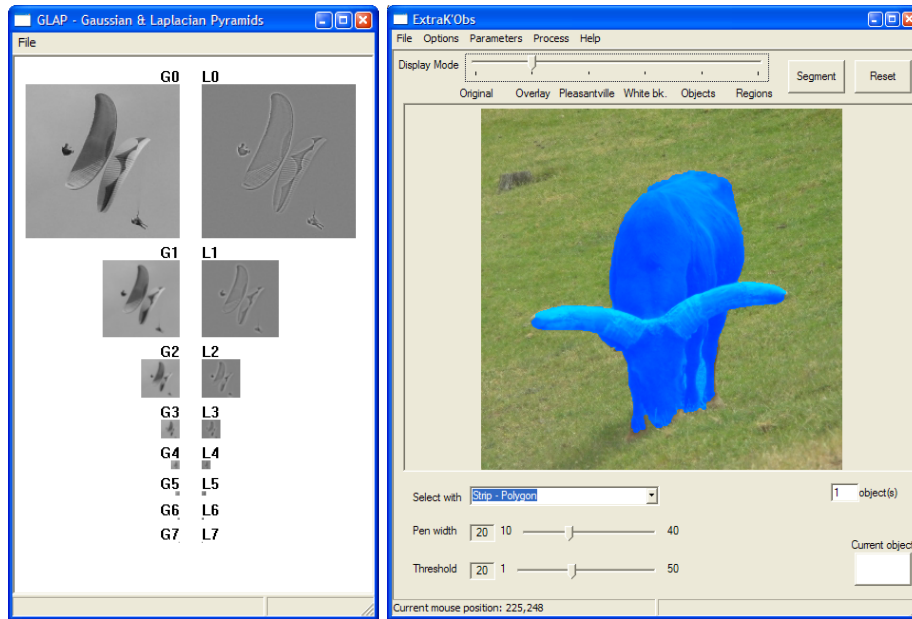 GLAP - Gaussian & Laplacian Pyramids
File
G0 L0
G1 L1
G2 L2
G3 L3
G4 L4
G5 L5
G6 L6
G7 L7
ExtraK'Obs
File Options Parameters Process Help
Display Mode
Original Overlay Pleasantville White bk. Objects Regions
Segment Reset
Select with Strip - Polygon 1 object(s)
Pen width 20 10 40
Current object
Threshold 20 1 50
Current mouse position: 225,248